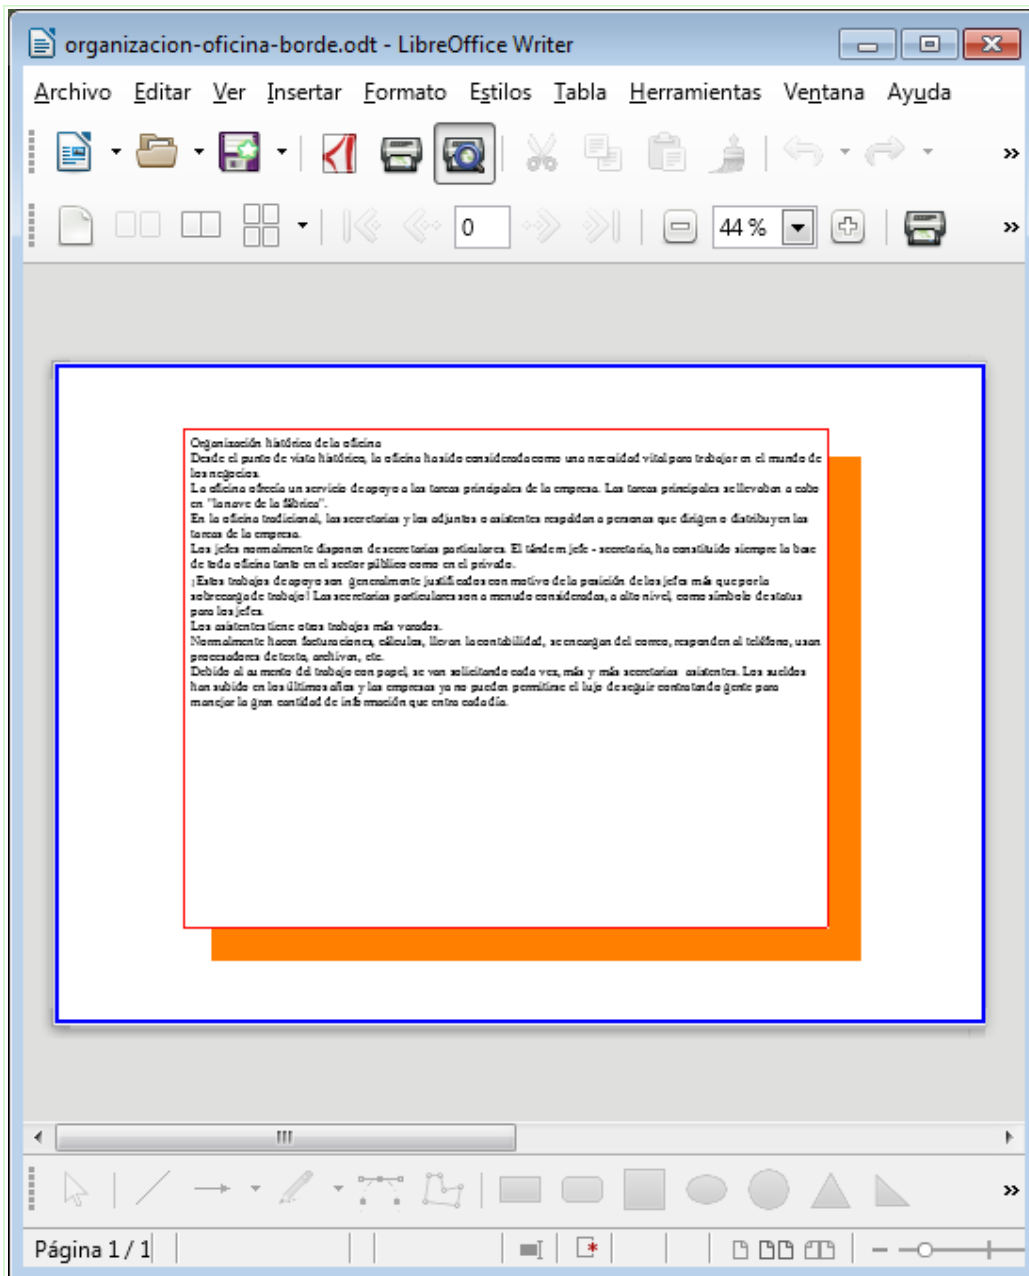 organizacion-oficina-borde.odt - LibreOffice Writer
Archivo Editar Ver Insertar Formato Estilos Tabla Herramientas Ventana Ayuda
0
44 %
Organización histórica de la oficina
Desde el punto de vista histórico, la oficina ha sido considerada como una necesidad vital para trabajar en el mundo de
los negocios.
La oficina ofrecía un servicio de apoyo a las tareas principales de la empresa. Las tareas principales se llevaban a cabo
en "la nave de la fábrica".
En la oficina tradicional, las secretarias y los adjuntos o asistentes respaldan a personas que dirigen o distribuyen las
tareas de la empresa.
Los jefes normalmente disponen de secretarias particulares. El tándem jefe - secretaria, ha constituido siempre la base
de toda oficina tanto en el sector público como en el privado.
¡Estos trabajos de apoyo son generalmente justificados con motivo de la posición de los jefes más que por la
sobrecarga de trabajo! Las secretarias particulares son a menudo consideradas, a alto nivel, como símbolo de status
para los jefes.
Los asistentes tiene otros trabajos más variados.
Normalmente hacen facturaciones, cálculos, llevan la contabilidad, se encargan del correo, responden al teléfono, usan
procesadores de texto, archivan, etc.
Debido al aumento del trabajo con papel, se van solicitando cada vez, más y más secretarias asistentes. Los sueldos
han subido en los últimos años y las empresas ya no pueden permitirse el lujo de seguir contratando gente para
manejar la gran cantidad de información que entra cada día.
Página 1 / 1